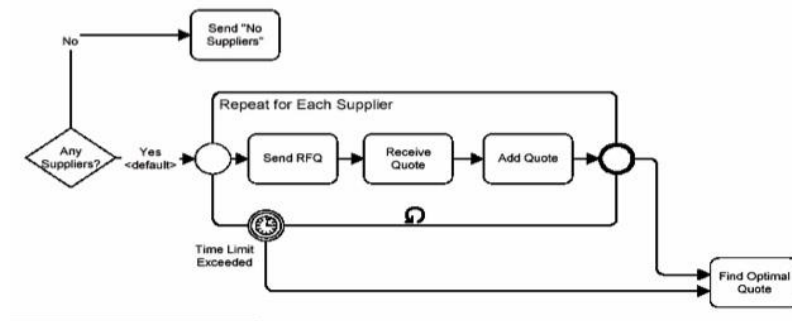 Send "No
Suppliers"
No
Repeat for Each Supplier
Any
Suppliers?
Yes
<default>
Send RFQ
Receive
Quote
Add Quote
Time Limit
Exceeded
Find Optimal
Quote